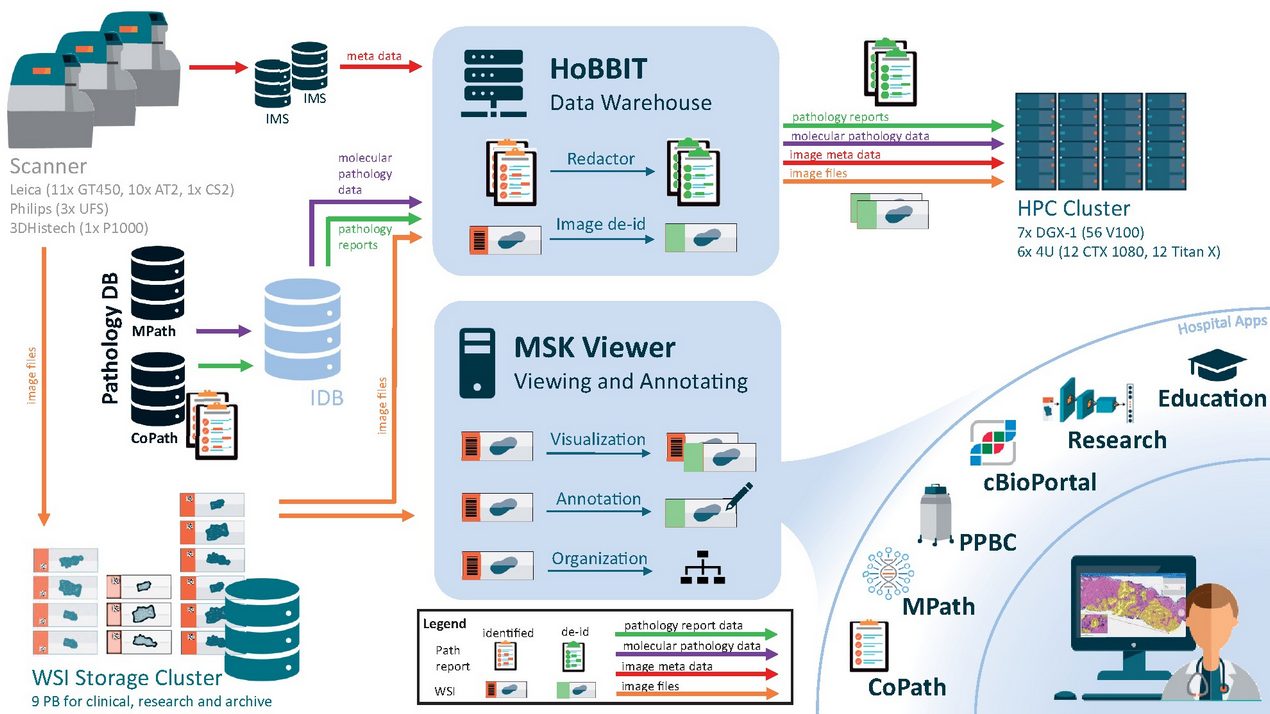 IMS
IMS
meta data
Scanner
Leica (11x GT450, 10x AT2, 1x CS2)
Philips (3x UFS)
3DHistech (1x P1000)
HoBBIT
Data Warehouse
Redactor
Image de-id
pathology reports
molecular pathology data
image meta data
image files
HPC Cluster
7x DGX-1 (56 V100)
6x 4U (12 CTX 1080, 12 Titan X)
molecular
pathology
data
pathology
reports
Pathology DB
MPath
CoPath
IDB
image files
image files
WSI Storage Cluster
9 PB for clinical, research and archive
MSK Viewer
Viewing and Annotating
Visualization
Annotation
Organization
Legend
identified
de-id
Path
report
WSI
pathology report data
molecular pathology data
image meta data
image files
Hospital Apps
Education
Research
cBioPortal
PPBC
MPath
CoPath